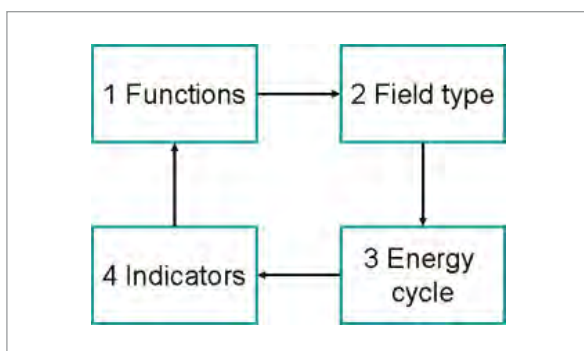 1 Functions
2 Field type
3 Energy
cycle
4 Indicators